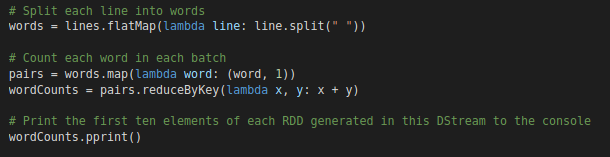 # Split each line into words
words = lines.flatMap(lambda line: line.split(" "))
# Count each word in each batch
pairs = words.map(lambda word: (word, 1))
wordCounts = pairs.reduceByKey(lambda x, y: x + y)
# Print the first ten elements of each RDD generated in this DStream to the console
wordCounts.pprint()